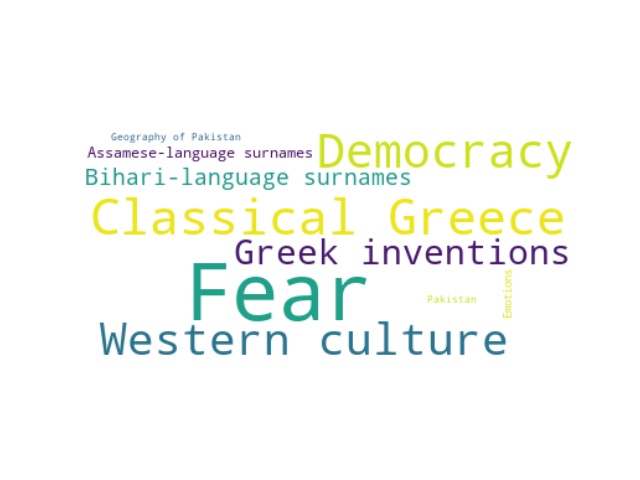 Geography of Pakistan
Assamese-language surnames
Democracy
Bihari-language surnames
Classical Greece
Greek inventions
Fear
Pakistan
Emotions
Western culture